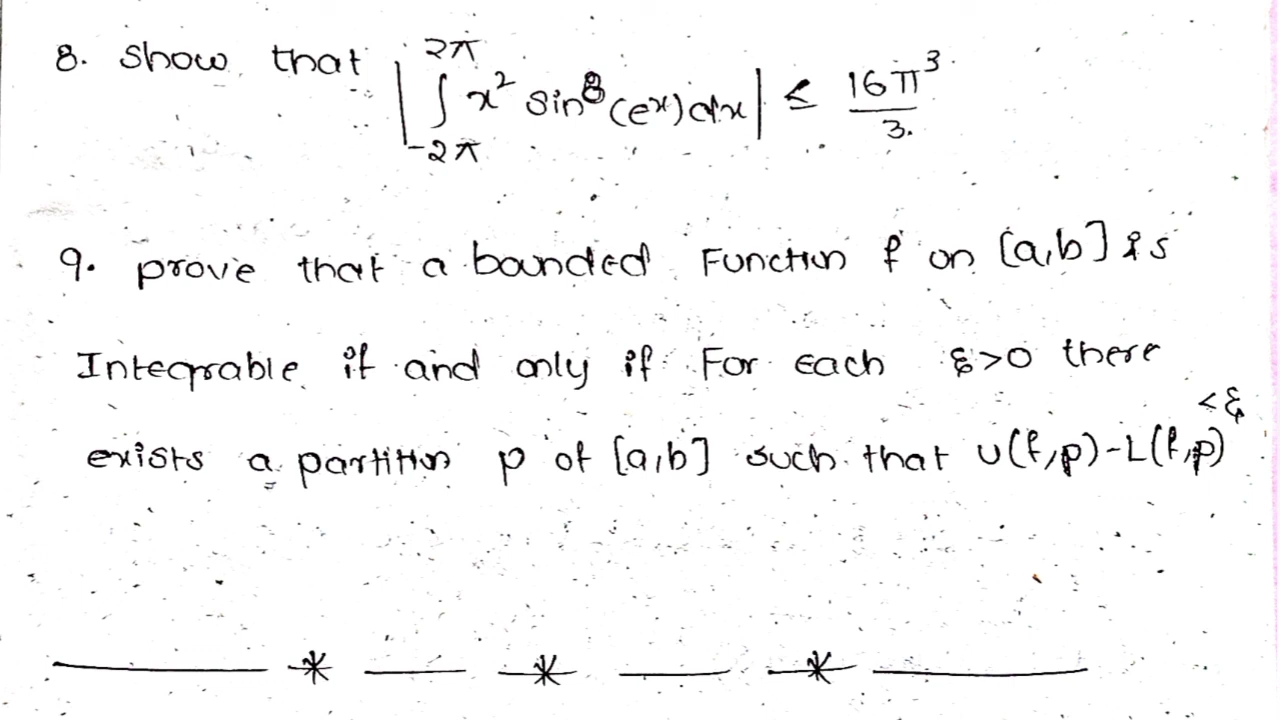 8. Show that | ∫_{-2π}^{2π} x² sin⁸(eˣ) dx | ≤ 16π³/3.
9. prove that a bounded Function f on [a,b] is
Integrable if and only if For each ε>0 there
exists a partition p of [a,b] such that U(f,p)-L(f,p) <ε